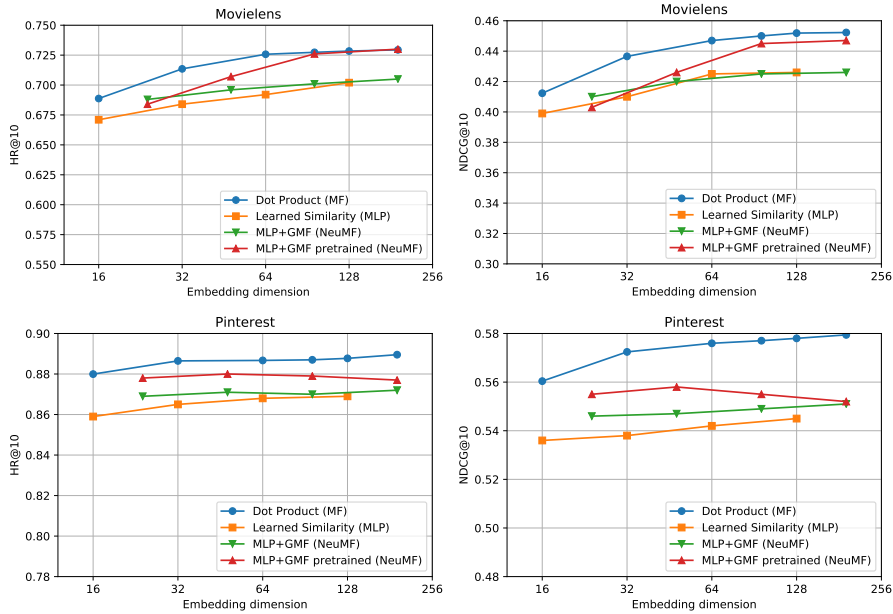 Movielens
HR@10
0.750
0.725
0.700
0.675
0.650
0.625
0.600
0.575
0.550
16 32 64 128 256
Embedding dimension
Dot Product (MF)
Learned Similarity (MLP)
MLP+GMF (NeuMF)
MLP+GMF pretrained (NeuMF)
Movielens
NDCG@10
0.46
0.44
0.42
0.40
0.38
0.36
0.34
0.32
0.30
16 32 64 128 256
Embedding dimension
Dot Product (MF)
Learned Similarity (MLP)
MLP+GMF (NeuMF)
MLP+GMF pretrained (NeuMF)
Pinterest
HR@10
0.90
0.88
0.86
0.84
0.82
0.80
0.78
16 32 64 128 256
Embedding dimension
Dot Product (MF)
Learned Similarity (MLP)
MLP+GMF (NeuMF)
MLP+GMF pretrained (NeuMF)
Pinterest
NDCG@10
0.58
0.56
0.54
0.52
0.50
0.48
16 32 64 128 256
Embedding dimension
Dot Product (MF)
Learned Similarity (MLP)
MLP+GMF (NeuMF)
MLP+GMF pretrained (NeuMF)